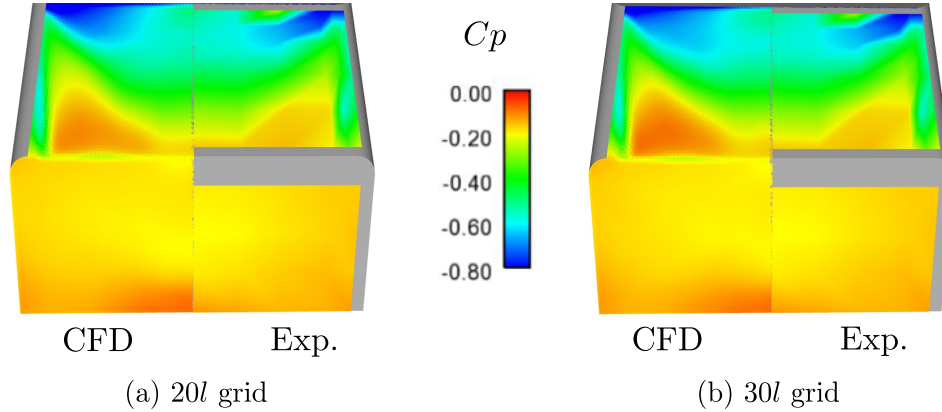 Cp
0.00
-0.20
-0.40
-0.60
-0.80
CFD Exp.
CFD Exp.
(a) 20l grid
(b) 30l grid